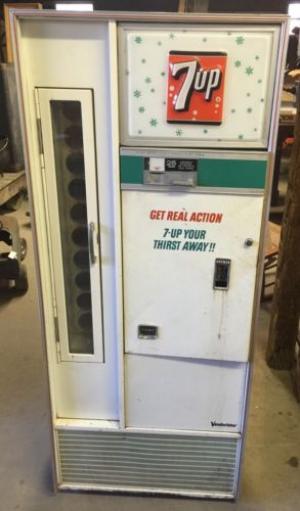 7up
GET REAL ACTION
7-UP YOUR
THIRST AWAY!!
Vendorlator